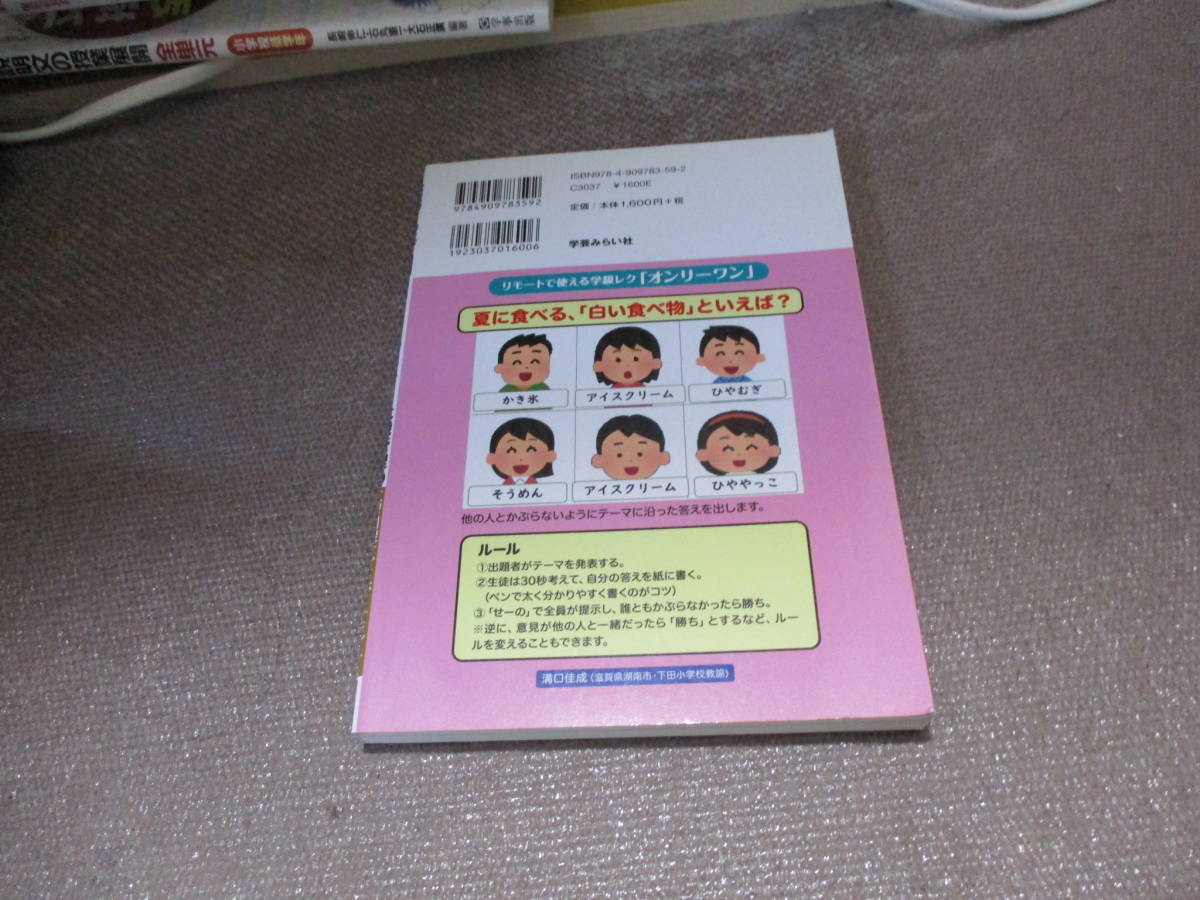 の授業展開 全単元
ISBN978-4-909783-59-2
C3037 ¥1600E
定価：本体1,600円+税
9784909783592
1923037016006
学芸みらい社
リモートで使える学級レク「オンリーワン」
夏に食べる、「白い食べ物」といえば？
かき氷 アイスクリーム ひやむぎ
そうめん アイスクリーム ひややっこ
他の人とかぶらないようにテーマに沿った答えを出します。
ルール
①出題者がテーマを発表する。
②生徒は30秒考えて、自分の答えを紙に書く。
（ペンで太く分かりやすく書くのがコツ）
③「せーの」で全員が提示し、誰ともかぶらなかったら勝ち。
※逆に、意見が他の人と一緒だったら「勝ち」とするなど、ルー
ルを変えることもできます。
溝口佳成（滋賀県湖南市・下田小学校教諭）